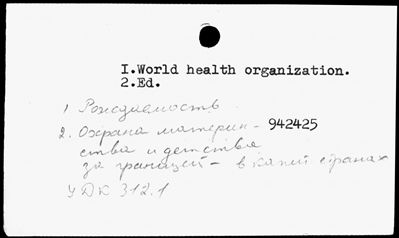 I.World health organization.
2.Ed.
1 Рождаемость
2. Охрана материн- 942425
ства и детства
за границей - в капит странах
УДК 312.1